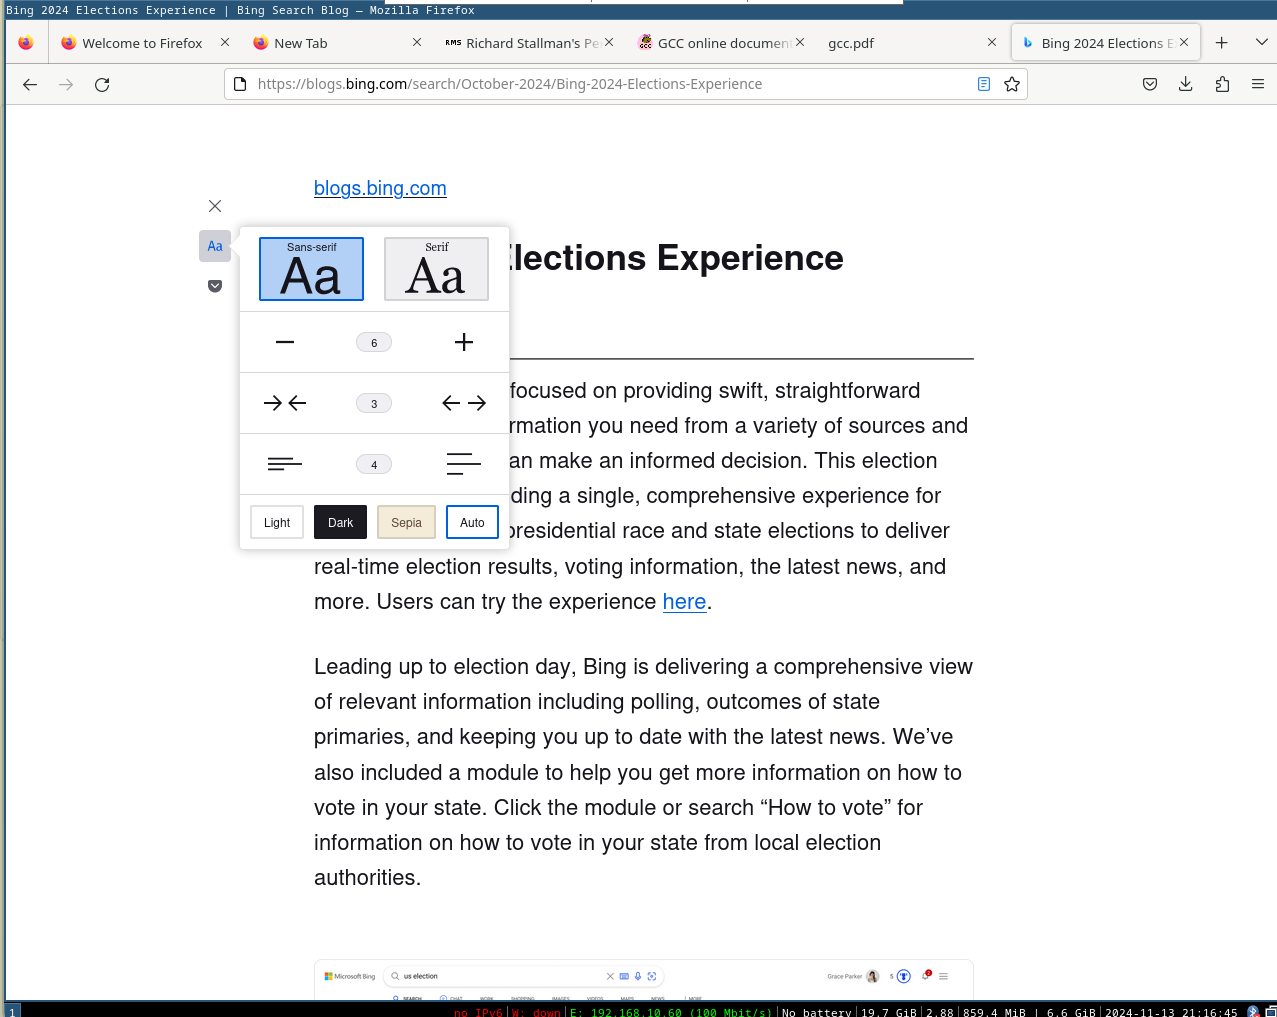 Bing 2024 Elections Experience | Bing Search Blog — Mozilla Firefox
Welcome to Firefox
New Tab
RMS Richard Stallman's Pe
GCC online document
gcc.pdf
Bing 2024 Elections E
https://blogs.bing.com/search/October-2024/Bing-2024-Elections-Experience
blogs.bing.com
Elections Experience
Aa
Sans-serif
Aa
Serif
Aa
6
3
4
Light
Dark
Sepia
Auto
focused on providing swift, straightforward
rmation you need from a variety of sources and
an make an informed decision. This election
ding a single, comprehensive experience for
presidential race and state elections to deliver
real-time election results, voting information, the latest news, and
more. Users can try the experience here.
Leading up to election day, Bing is delivering a comprehensive view
of relevant information including polling, outcomes of state
primaries, and keeping you up to date with the latest news. We’ve
also included a module to help you get more information on how to
vote in your state. Click the module or search “How to vote” for
information on how to vote in your state from local election
authorities.
Microsoft Bing
us election
Grace Parker
5
SEARCH
CHAT
WORK
SHOPPING
IMAGES
VIDEOS
MAPS
NEWS
MORE
1
no IPv6|W: down|E: 192.168.10.60 (100 Mbit/s)|No battery|19.7 GiB|2.88|859.4 MiB | 6.6 GiB|2024-11-13 21:16:45